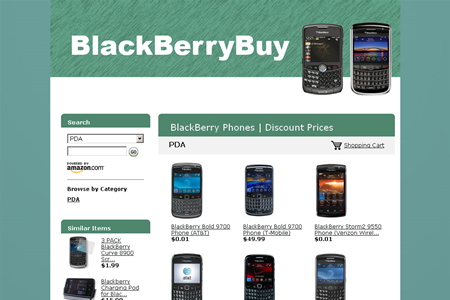 BlackBerryBuy
Search
PDA
GO
POWERED BY
amazon.com
Browse by Category
PDA
Similar Items
3 PACK
BlackBerry
Curve 8900
Scr...
$1.99
Blackberry
Charging Pod
for Blac...
BlackBerry Phones | Discount Prices
PDA
Shopping Cart
BlackBerry Bold 9700
Phone (AT&T)
$0.01
BlackBerry Bold 9700
Phone (T-Mobile)
$49.99
BlackBerry Storm2 9550
Phone (Verizon Wirel...
$0.01
at&t